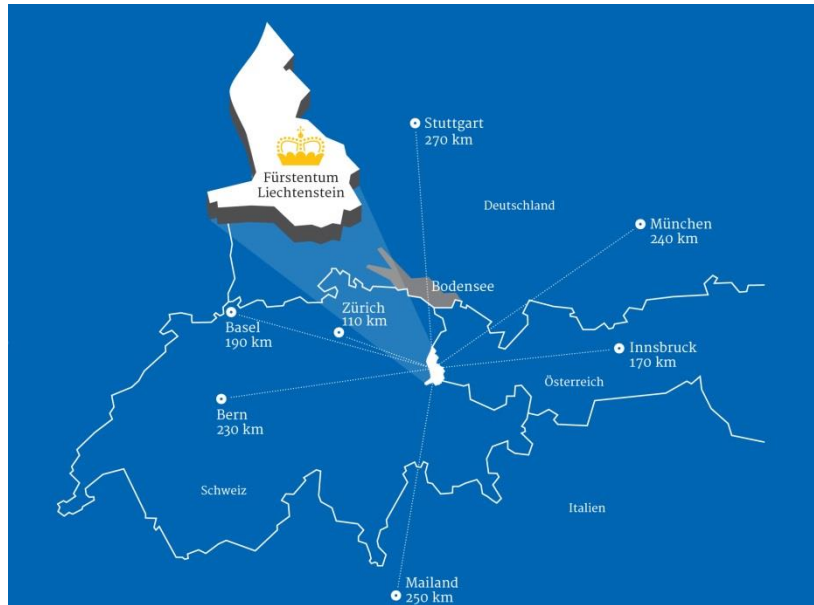 Fürstentum
Liechtenstein
Stuttgart
270 km
Deutschland
München
240 km
Bodensee
Zürich
110 km
Basel
190 km
Innsbruck
170 km
Österreich
Bern
230 km
Schweiz
Italien
Mailand
250 km